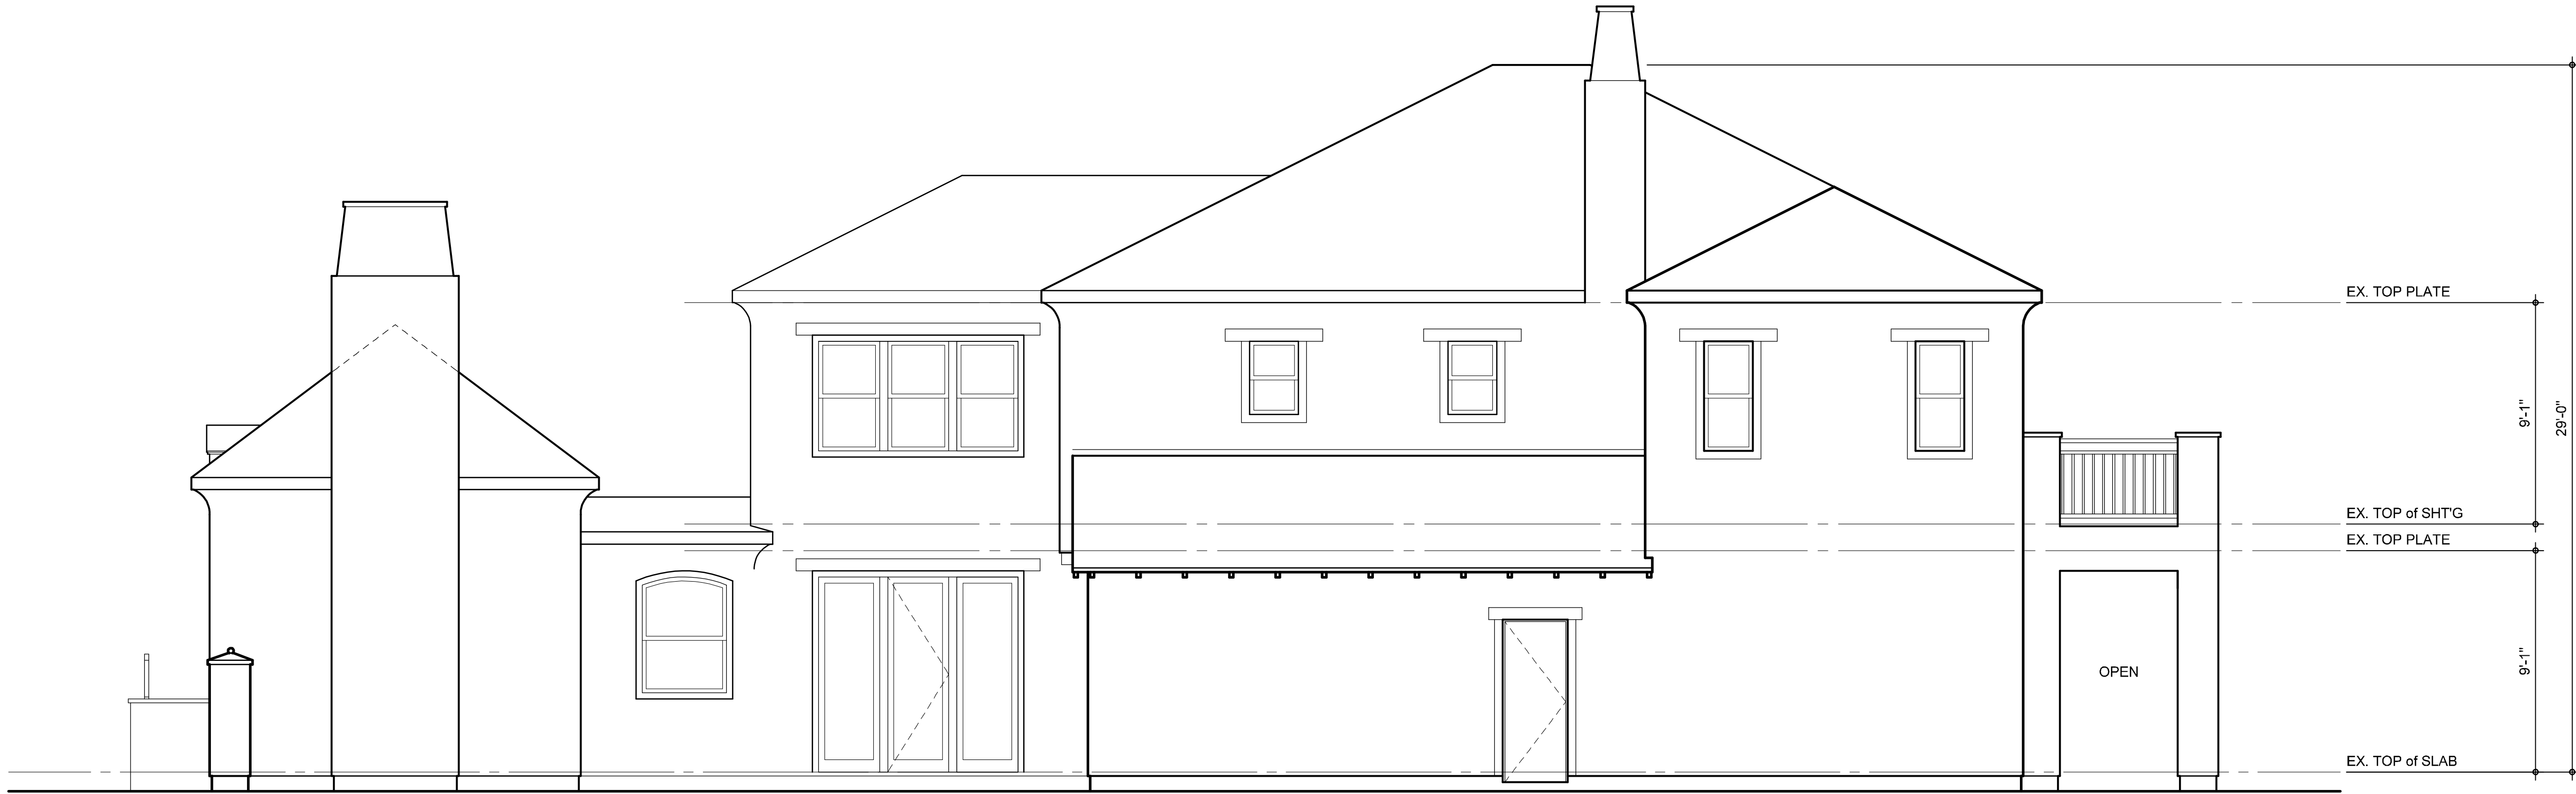 EX. TOP PLATE
9'-1"
29'-0"
EX. TOP of SHT'G
EX. TOP PLATE
9'-1"
OPEN
EX. TOP of SLAB